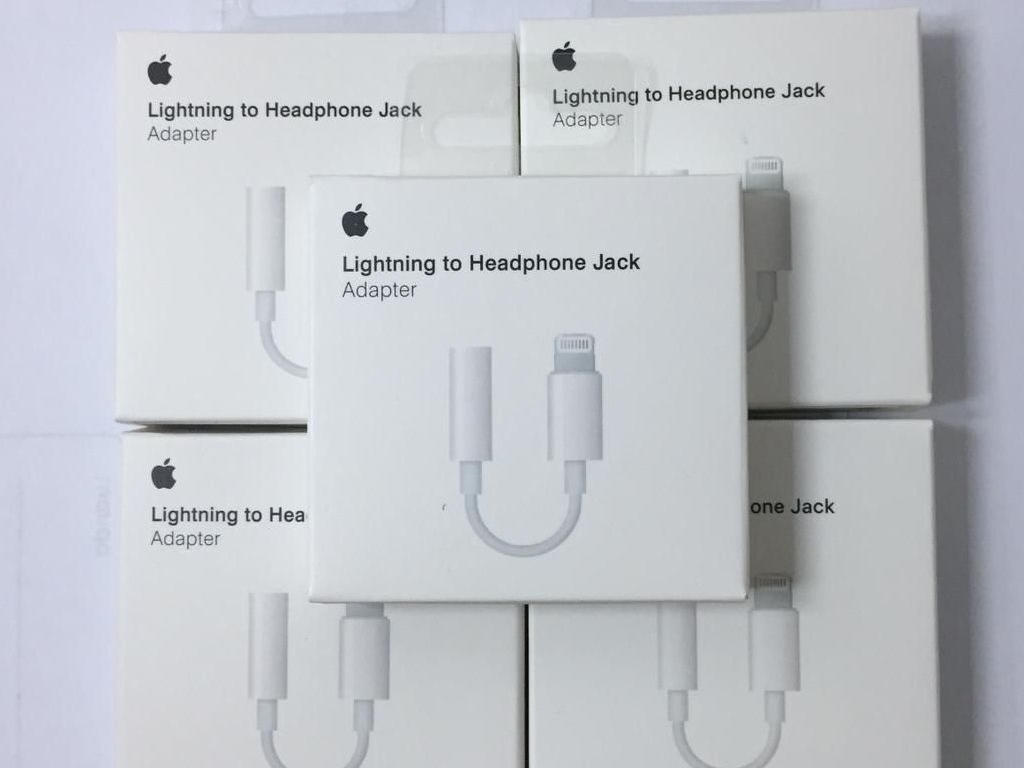 Lightning to Headphone Jack
Adapter
Lightning to Headphone Jack
Adapter
Lightning to Headphone Jack
Adapter
Lightning to Hea
Adapter
one Jack